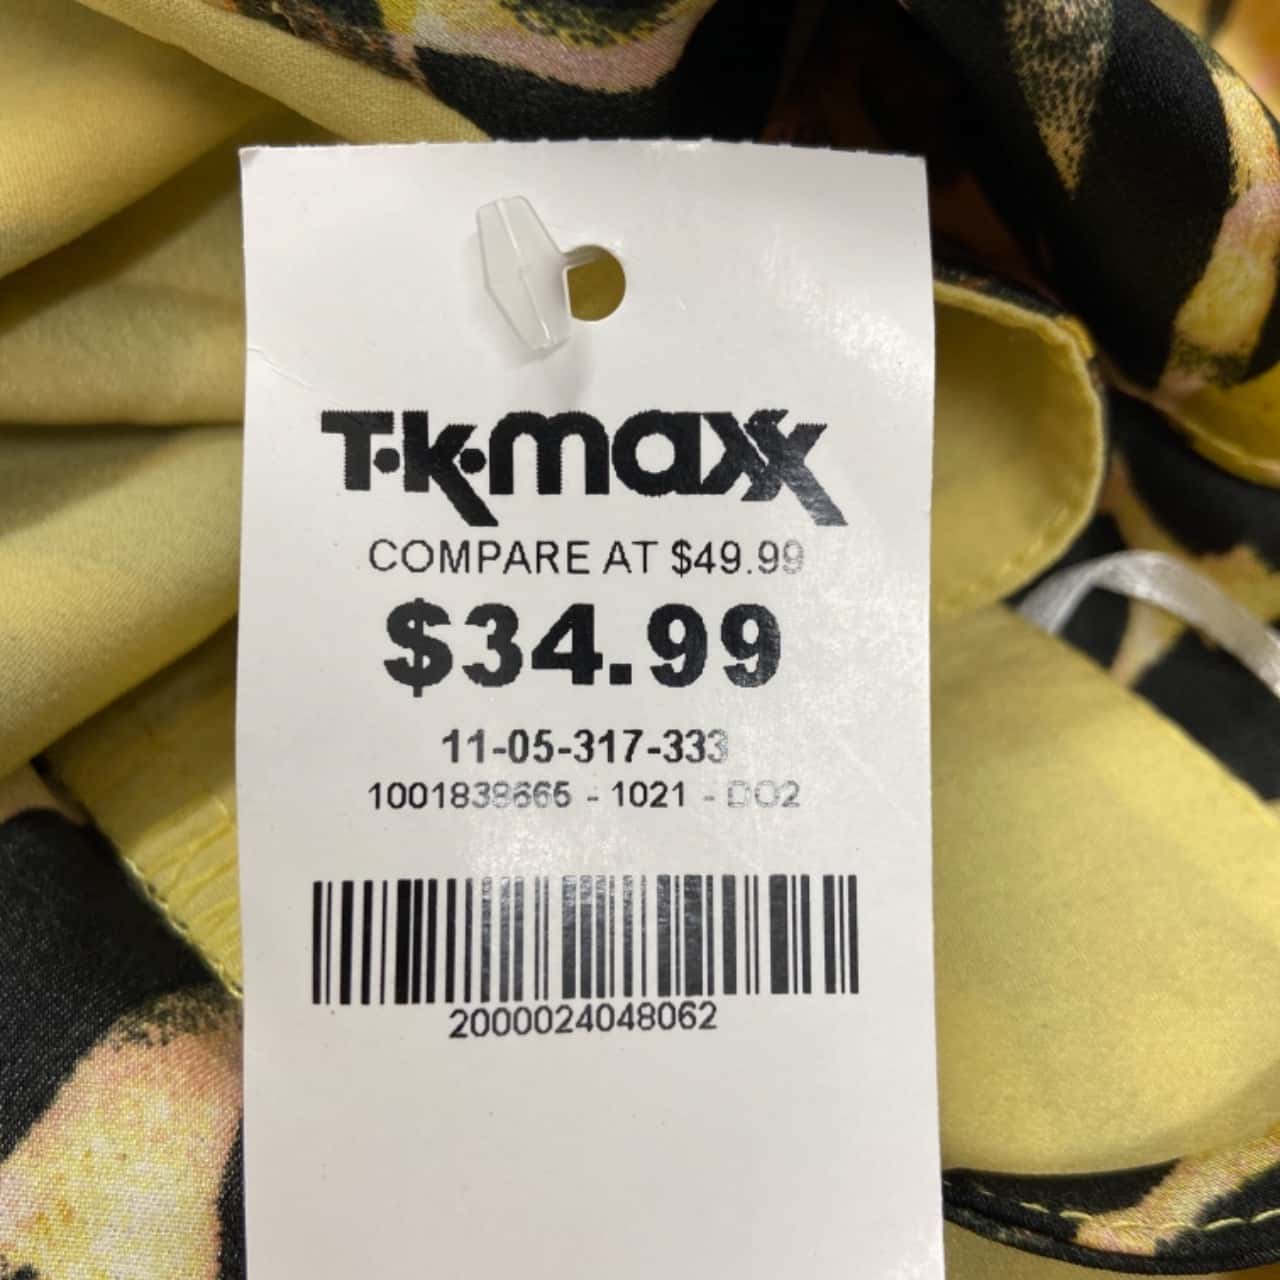 T·K·maxx
COMPARE AT $49.99
$34.99
11-05-317-333
1001838665 - 1021 - DO2
2000024048062